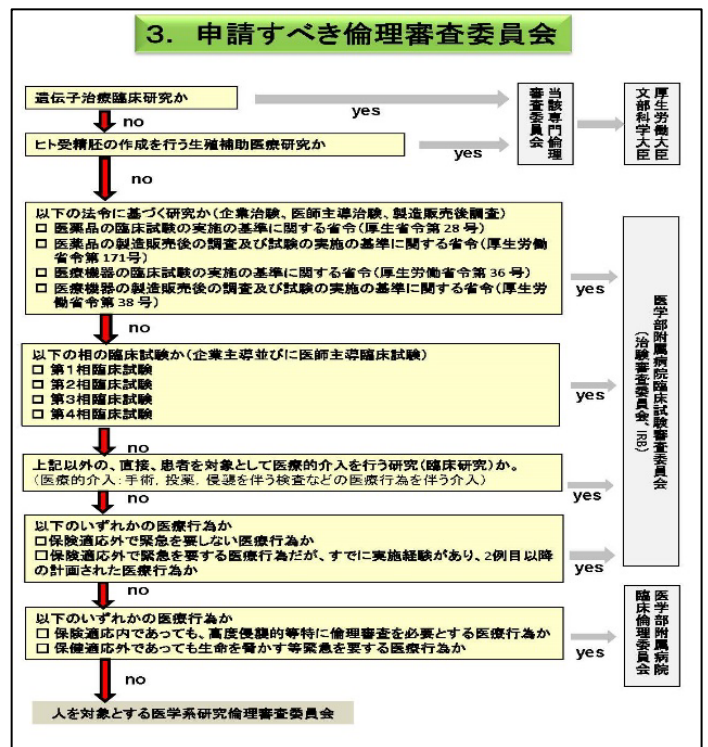 3. 申請すべき倫理審査委員会
遺伝子治療臨床研究か
yes
当該専門倫理
審査委員会
厚生労働大臣
文部科学大臣
no
ヒト受精胚の作成を行う生殖補助医療研究か
yes
no
以下の法令に基づく研究か(企業治験、医師主導治験、製造販売後調査)
□ 医薬品の臨床試験の実施の基準に関する省令(厚生省令第28号)
□ 医薬品の製造販売後の調査及び試験の実施の基準に関する省令(厚生労働
省令第171号)
□ 医療機器の臨床試験の実施の基準に関する省令(厚生労働省令第36号)
□ 医療機器の製造販売後の調査及び試験の実施の基準に関する省令(厚生労
働省令第38号)
yes
医学部附属病院臨床試験審査委員会
(治験審査委員会、IRB)
no
以下の相の臨床試験か(企業主導並びに医師主導臨床試験)
□ 第1相臨床試験
□ 第2相臨床試験
□ 第3相臨床試験
□ 第4相臨床試験
yes
no
上記以外の、直接、患者を対象として医療的介入を行う研究(臨床研究)か。
(医療的介入:手術,投薬,侵襲を伴う検査などの医療行為を伴う介入)
yes
no
以下のいずれかの医療行為か
□保険適応外で緊急を要しない医療行為か
□保険適応外で緊急を要する医療行為だが、すでに実施経験があり、2例目以降
の計画された医療行為か
yes
no
以下のいずれかの医療行為か
□ 保険適応内であっても、高度侵襲的等特に倫理審査を必要とする医療行為か
□ 保健適応外であっても生命を脅かす等緊急を要する医療行為か
yes
医学部附属病院
臨床倫理委員会
no
人を対象とする医学系研究倫理審査委員会